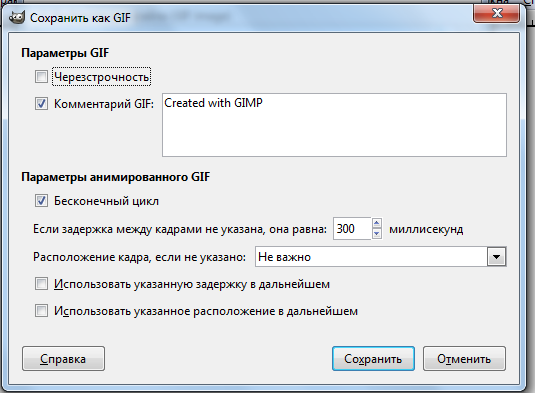 Сохранить как GIF
Параметры GIF
Черезстрочность
Комментарий GIF: Created with GIMP
Параметры анимированного GIF
Бесконечный цикл
Если задержка между кадрами не указана, она равна: 300 миллисекунд
Расположение кадра, если не указано: Не важно
Использовать указанную задержку в дальнейшем
Использовать указанное расположение в дальнейшем
Справка Сохранить Отменить